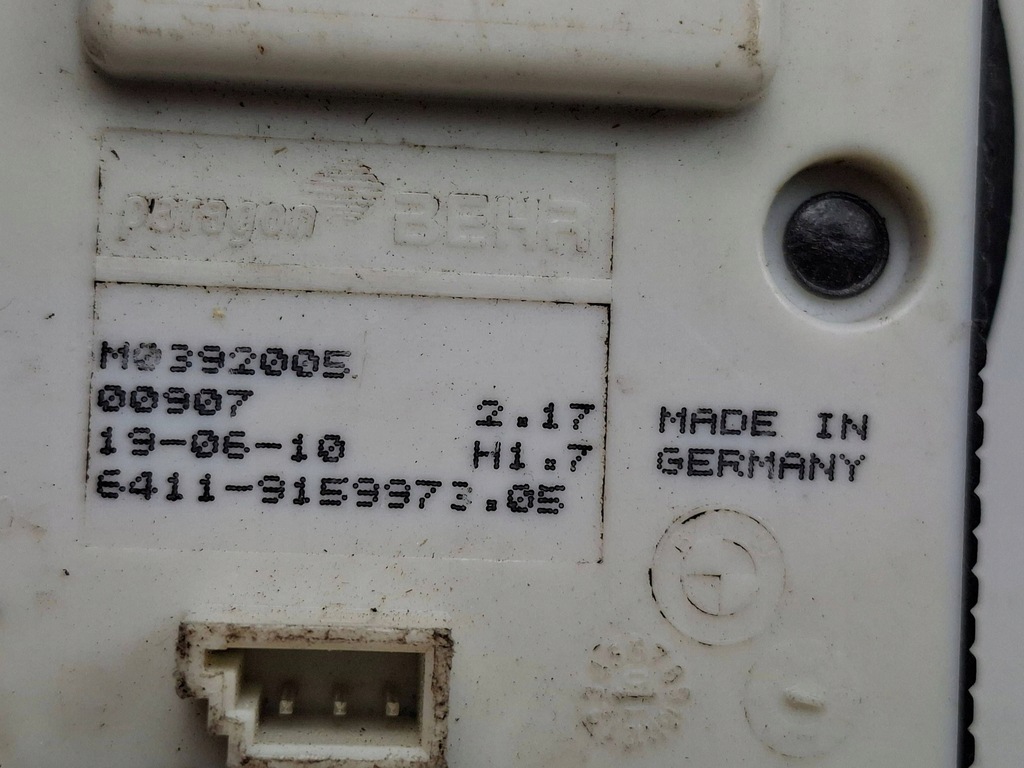 paragon BEHR
M0392005
00907 2.17
19-06-10 H1.7
6411-9159973.05
MADE IN
GERMANY